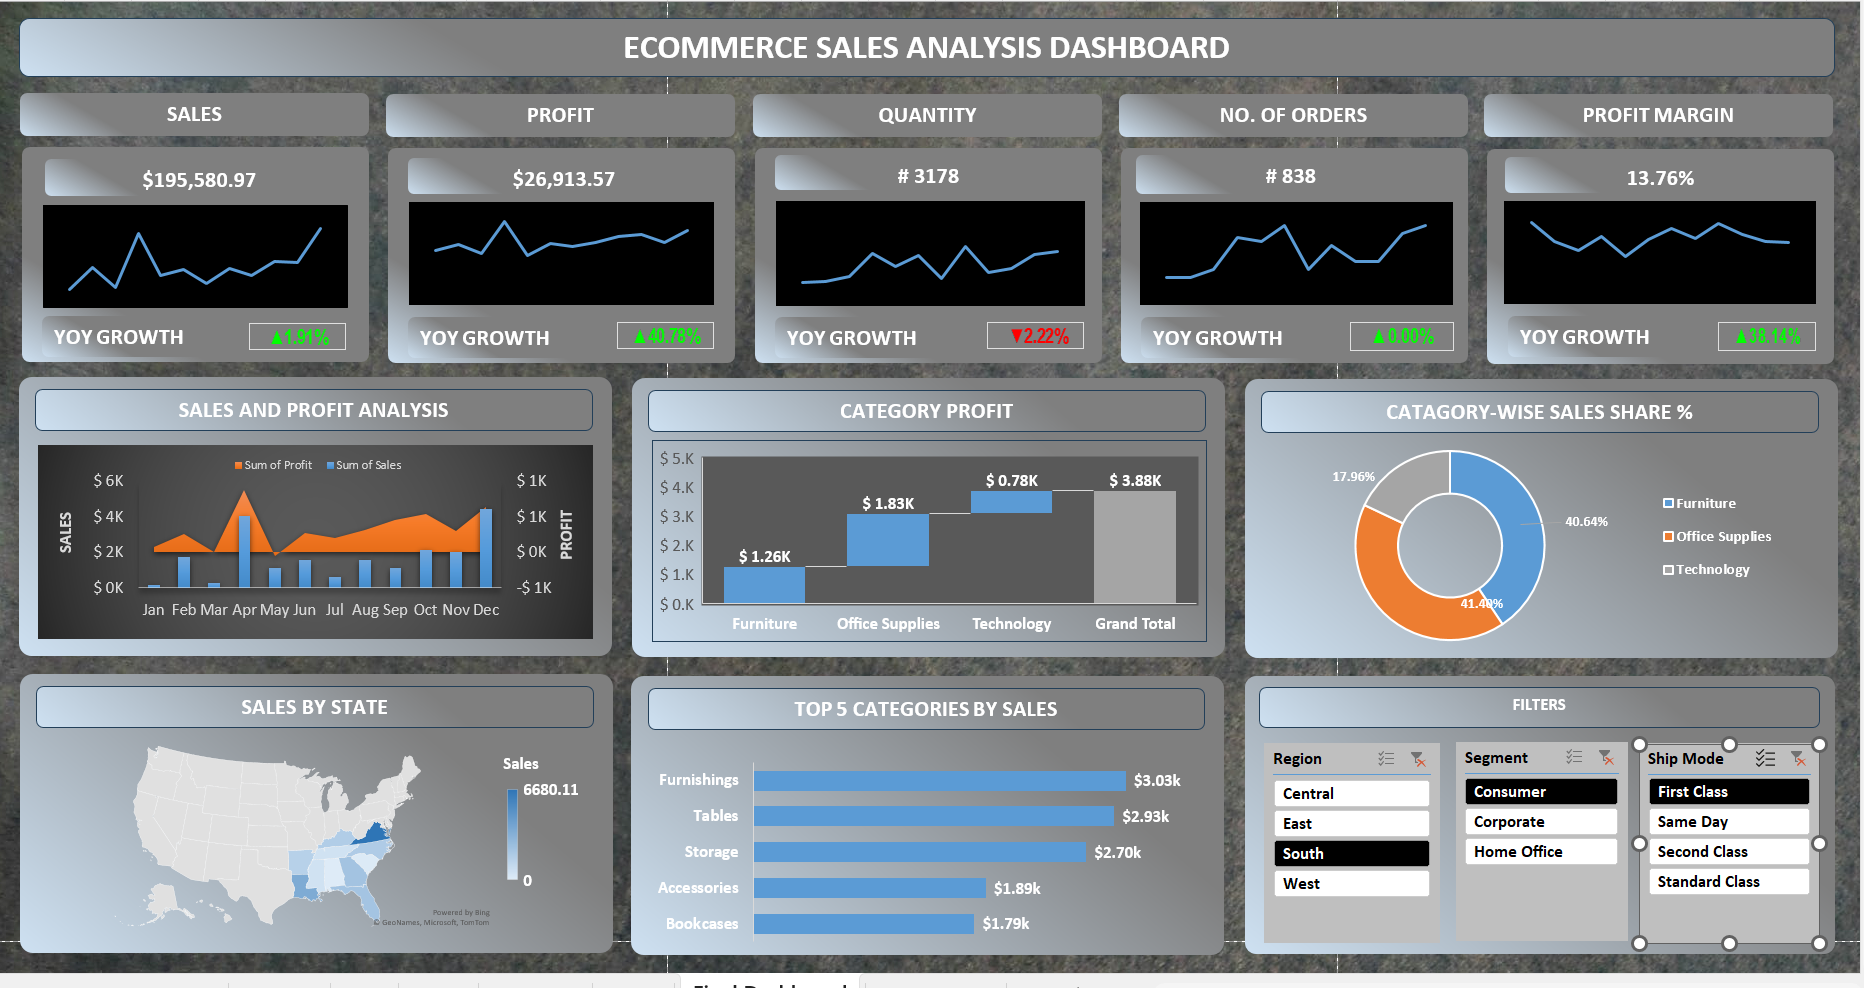 ECOMMERCE SALES ANALYSIS DASHBOARD
SALES
PROFIT
QUANTITY
NO. OF ORDERS
PROFIT MARGIN
$195,580.97
$26,913.57
# 3178
# 838
13.76%
YOY GROWTH
▲1.91%
YOY GROWTH
▲40.78%
YOY GROWTH
▼2.22%
YOY GROWTH
▲0.00%
YOY GROWTH
▲38.14%
SALES AND PROFIT ANALYSIS
Sum of Profit
Sum of Sales
SALES
$ 6K
$ 4K
$ 2K
$ 0K
$ 1K
$ 1K
$ 0K
-$ 1K
PROFIT
Jan Feb Mar Apr May Jun Jul Aug Sep Oct Nov Dec
CATEGORY PROFIT
$ 5.K
$ 4.K
$ 3.K
$ 2.K
$ 1.K
$ 0.K
$ 1.26K
$ 1.83K
$ 0.78K
$ 3.88K
Furniture
Office Supplies
Technology
Grand Total
CATAGORY-WISE SALES SHARE %
17.96%
40.64%
41.40%
Furniture
Office Supplies
Technology
SALES BY STATE
Sales
6680.11
0
Powered by Bing
© GeoNames, Microsoft, TomTom
TOP 5 CATEGORIES BY SALES
Furnishings
$3.03k
Tables
$2.93k
Storage
$2.70k
Accessories
$1.89k
Bookcases
$1.79k
FILTERS
Region
Central
East
South
West
Segment
Consumer
Corporate
Home Office
Ship Mode
First Class
Same Day
Second Class
Standard Class
Final Dashboard